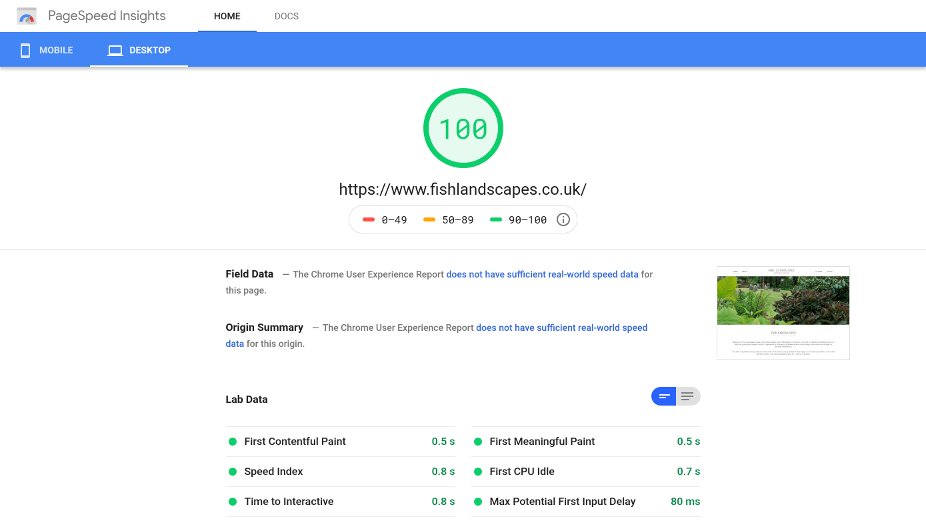 PageSpeed Insights
HOME
DOCS
MOBILE
DESKTOP
100
https://www.fishlandscapes.co.uk/
0–49
50–89
90–100
Field Data — The Chrome User Experience Report does not have sufficient real-world speed data for
this page.
Origin Summary — The Chrome User Experience Report does not have sufficient real-world speed
data for this origin.
Lab Data
First Contentful Paint 0.5 s
First Meaningful Paint 0.5 s
Speed Index 0.8 s
First CPU Idle 0.7 s
Time to Interactive 0.8 s
Max Potential First Input Delay 80 ms